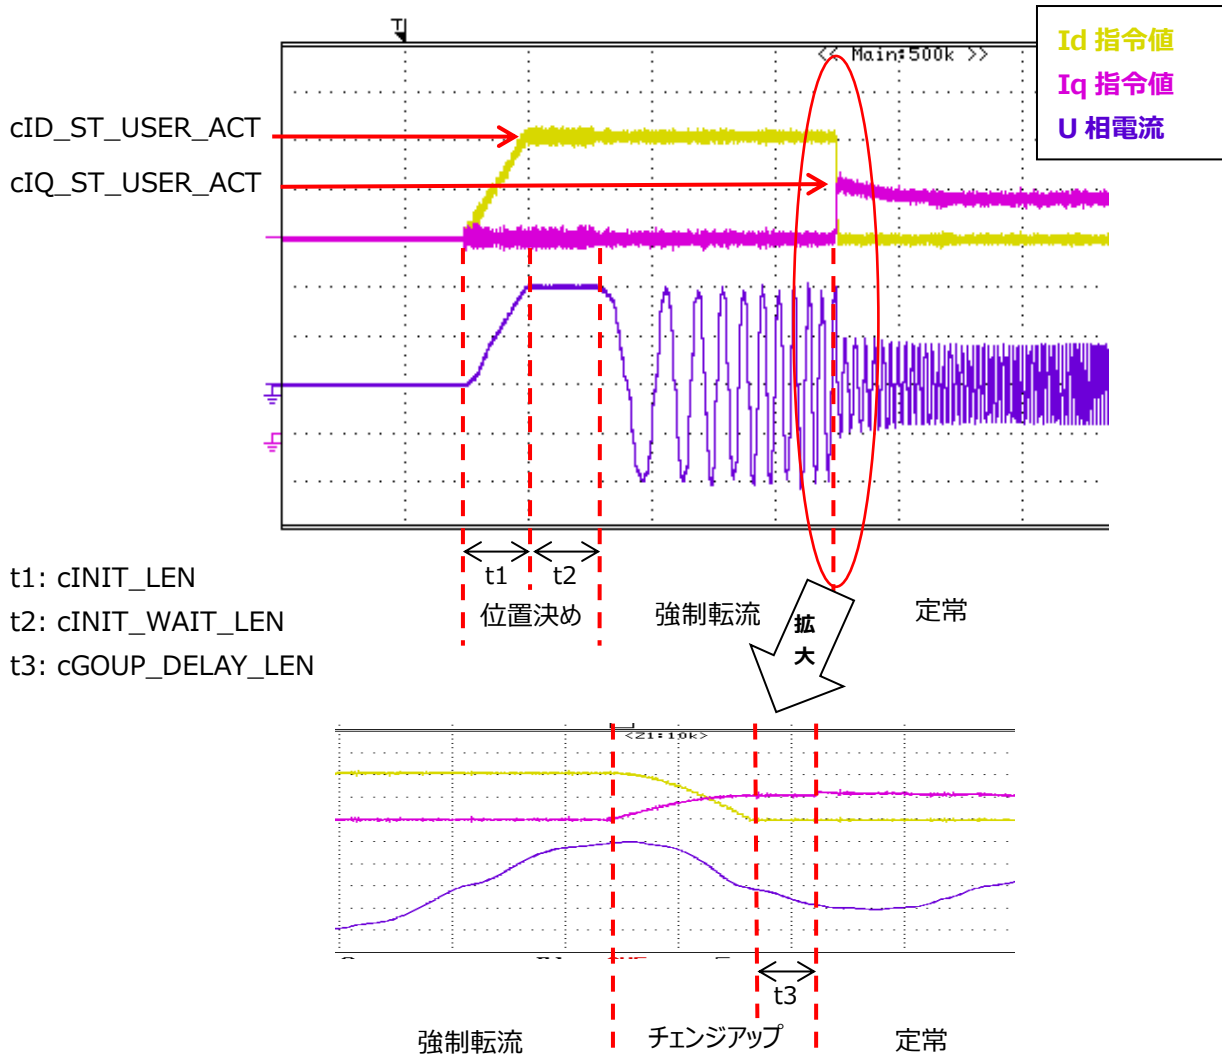 T
<< Main:500k >>
Id 指令値
Iq 指令値
U 相電流
cID_ST_USER_ACT
cIQ_ST_USER_ACT
t1
t2
t1: cINIT_LEN
t2: cINIT_WAIT_LEN
t3: cGOUP_DELAY_LEN
位置決め
強制転流
定常
拡
大
<Z1:10k>
t3
強制転流
チェンジアップ
定常